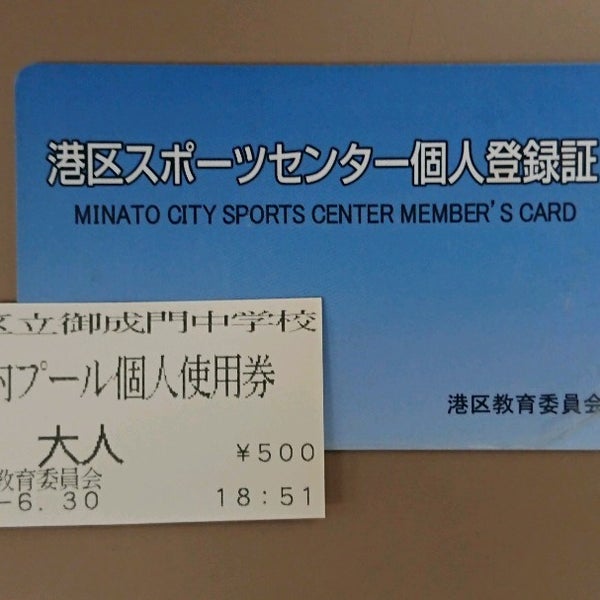 港区スポーツセンター個人登録証
MINATO CITY SPORTS CENTER MEMBER'S CARD
港区教育委員会
区立御成門中学校
プール個人使用券
大人 ¥500
教育委員会
-6.30 18:51